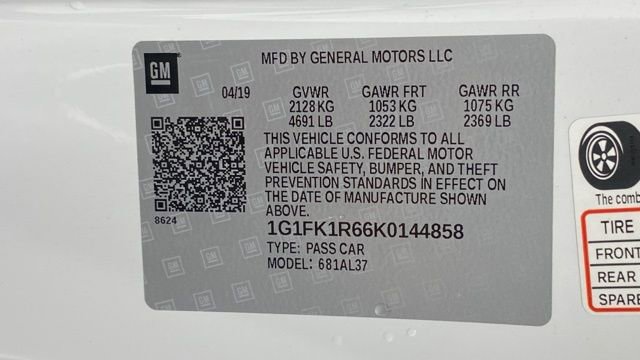 GM
MFD BY GENERAL MOTORS LLC
04/19 GVWR GAWR FRT GAWR RR
2128 KG 1053 KG 1075 KG
4691 LB 2322 LB 2369 LB
THIS VEHICLE CONFORMS TO ALL
APPLICABLE U.S. FEDERAL MOTOR
VEHICLE SAFETY, BUMPER, AND THEFT
PREVENTION STANDARDS IN EFFECT ON
THE DATE OF MANUFACTURE SHOWN
ABOVE.
8624
1G1FK1R66K0144858
TYPE: PASS CAR
MODEL: 681AL37
The comb
TIRE
FRONT
REAR
SPARE